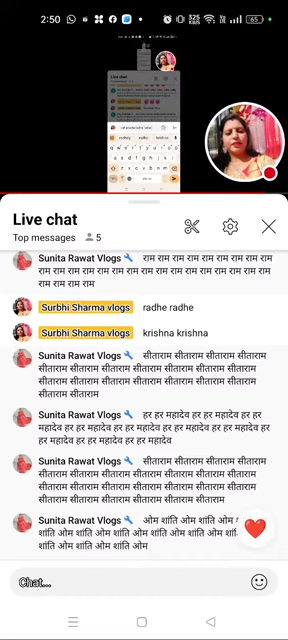 2:50
65
Live chat
Top messages 5
Sunita Rawat Vlogs राम राम राम राम राम राम राम राम
राम राम राम राम राम राम राम राम राम राम राम राम राम
राम राम राम राम
Surbhi Sharma vlogs radhe radhe
Surbhi Sharma vlogs krishna krishna
Sunita Rawat Vlogs सीताराम सीताराम सीताराम सीताराम
सीताराम सीताराम सीताराम सीताराम सीताराम सीताराम
सीताराम सीताराम सीताराम सीताराम सीताराम सीताराम
सीताराम सीताराम
Sunita Rawat Vlogs हर हर महादेव हर हर महादेव हर हर
महादेव हर हर महादेव हर हर महादेव हर हर महादेव हर
हर महादेव हर हर महादेव हर हर महादेव
Sunita Rawat Vlogs सीताराम सीताराम सीताराम सीताराम
सीताराम सीताराम सीताराम सीताराम सीताराम सीताराम
सीताराम सीताराम सीताराम सीताराम सीताराम सीताराम
सीताराम सीताराम सीताराम सीताराम सीताराम सीताराम
Sunita Rawat Vlogs ओम शांति ओम शांति ओम
शांति ओम शांति ओम शांति ओम शांति ओम शांति
शांति ओम शांति ओम शांति ओम
Chat...